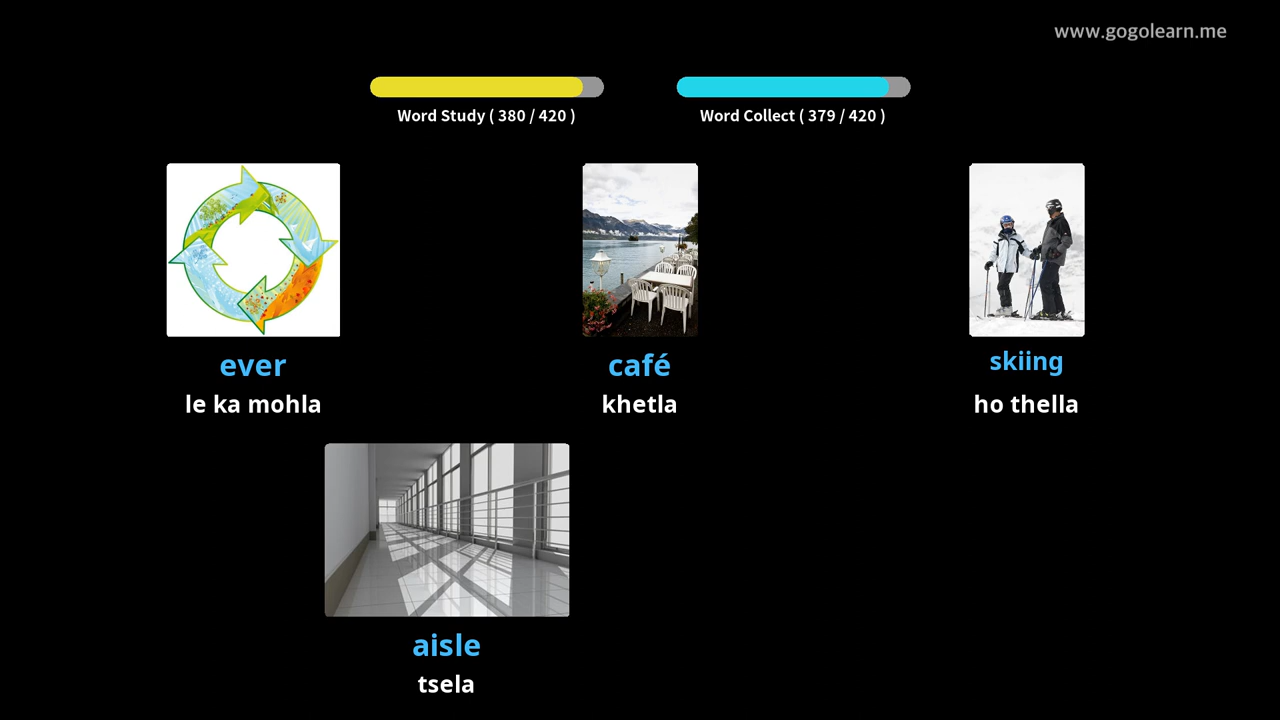 www.gogolearn.me
Word Study ( 380 / 420 )
Word Collect ( 379 / 420 )
ever
le ka mohla
café
khetla
skiing
ho thella
aisle
tsela